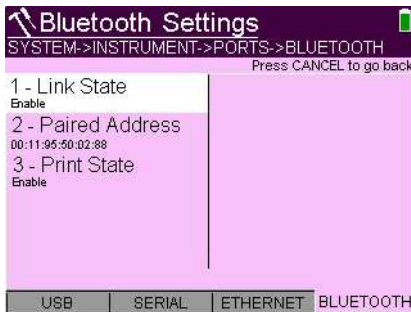 Bluetooth Settings
SYSTEM->INSTRUMENT->PORTS->BLUETOOTH
Press CANCEL to go back
1 - Link State
Enable
2 - Paired Address
00:11:95:50:02:88
3 - Print State
Enable
USB SERIAL ETHERNET BLUETOOTH